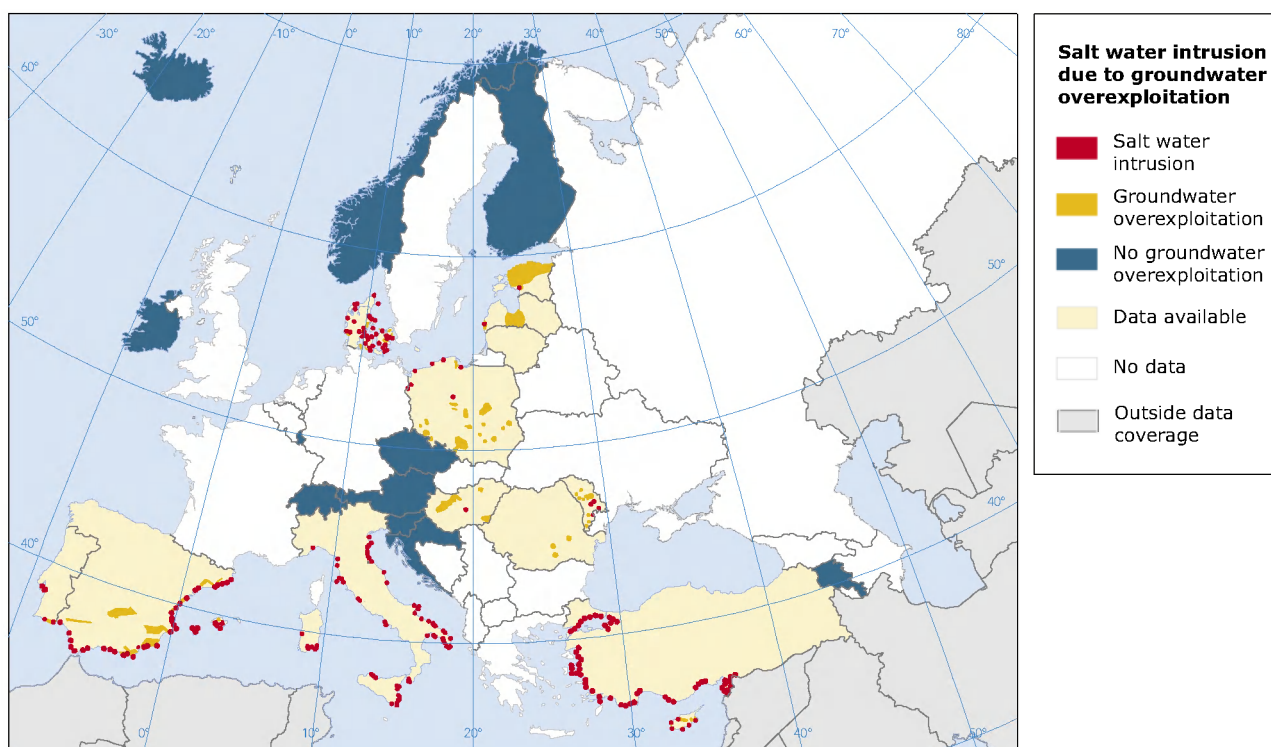 -30°
-20°
-10°
0°
10°
20°
30°
40°
50°
60°
70°
80°
60°
50°
40°
50°
40°
0°
10°
20°
30°
40°
50°
Salt water intrusion
due to groundwater
overexploitation
Salt water
intrusion
Groundwater
overexploitation
No groundwater
overexploitation
Data available
No data
Outside data
coverage